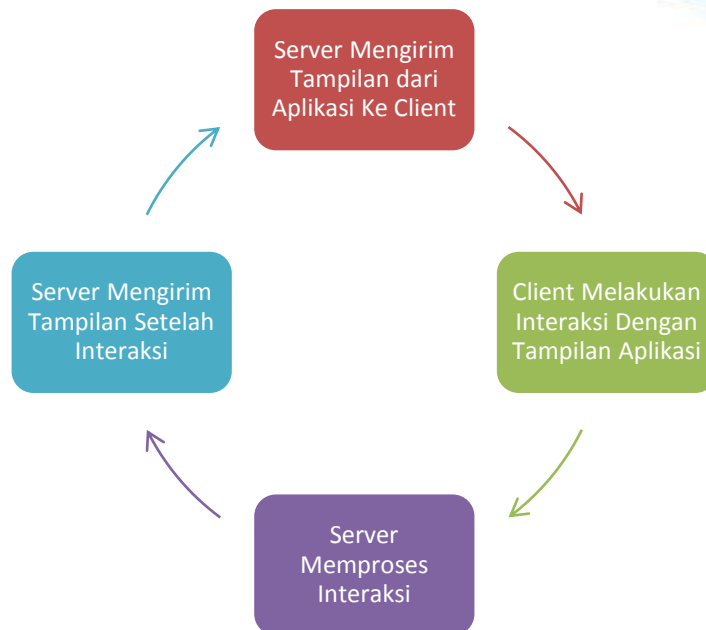 Server Mengirim
Tampilan dari
Aplikasi Ke Client
Client Melakukan
Interaksi Dengan
Tampilan Aplikasi
Server
Memproses
Interaksi
Server Mengirim
Tampilan Setelah
Interaksi